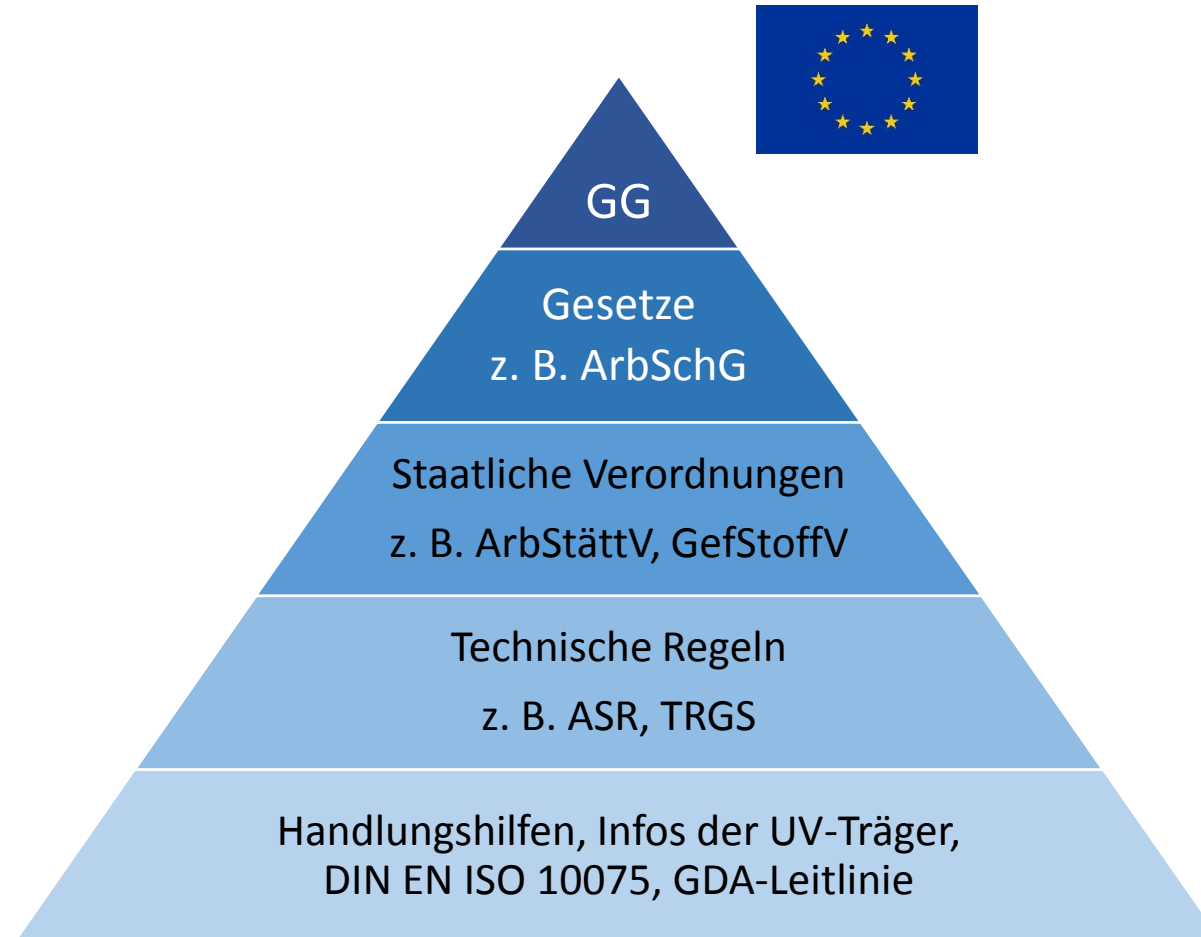 GG
Gesetze
z. B. ArbSchG
Staatliche Verordnungen
z. B. ArbStättV, GefStoffV
Technische Regeln
z. B. ASR, TRGS
Handlungshilfen, Infos der UV-Träger,
DIN EN ISO 10075, GDA-Leitlinie